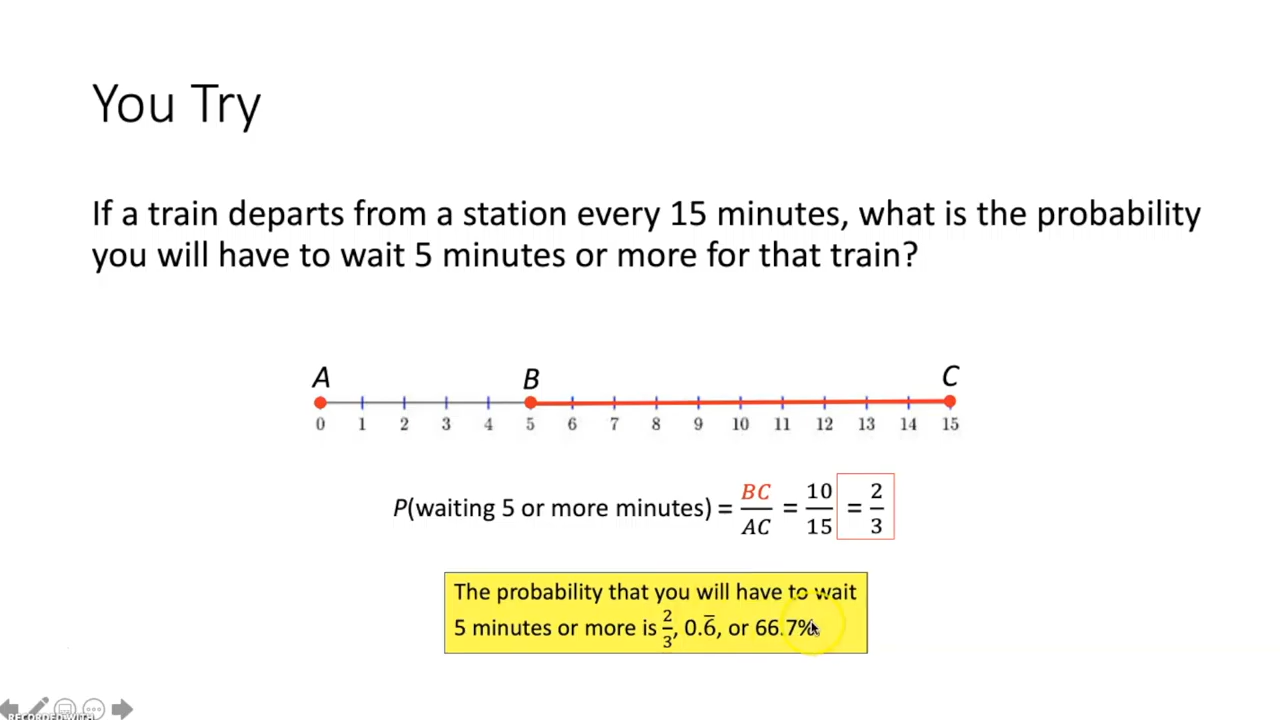 You Try
If a train departs from a station every 15 minutes, what is the probability
you will have to wait 5 minutes or more for that train?
A B C
0 1 2 3 4 5 6 7 8 9 10 11 12 13 14 15
P(waiting 5 or more minutes) = BC/AC = 10/15 = 2/3
The probability that you will have to wait
5 minutes or more is 2/3, 0.6̅, or 66.7%
RECORDED WITH